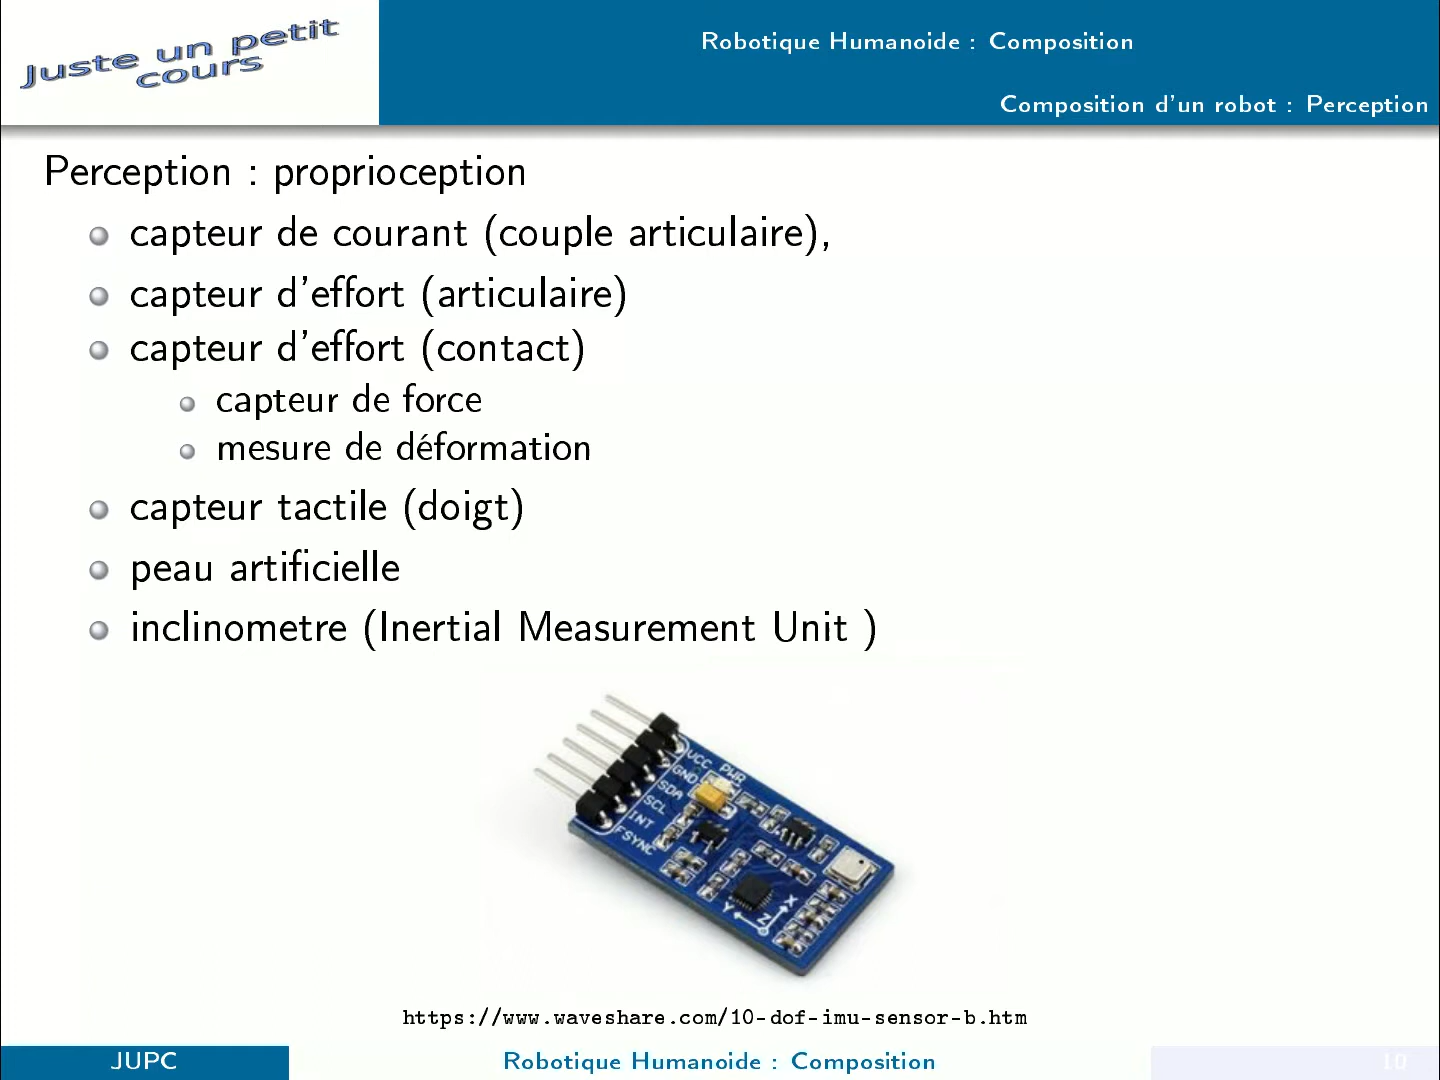 Juste un petit
cours
Robotique Humanoide : Composition
Composition d'un robot : Perception
Perception : proprioception
capteur de courant (couple articulaire),
capteur d'effort (articulaire)
capteur d'effort (contact)
capteur de force
mesure de déformation
capteur tactile (doigt)
peau artificielle
inclinometre (Inertial Measurement Unit )
VCC PWR
GND
SDA
SCL
INT
FSYNC
X
Y
Z
https://www.waveshare.com/10-dof-imu-sensor-b.htm
JUPC
Robotique Humanoide : Composition
10